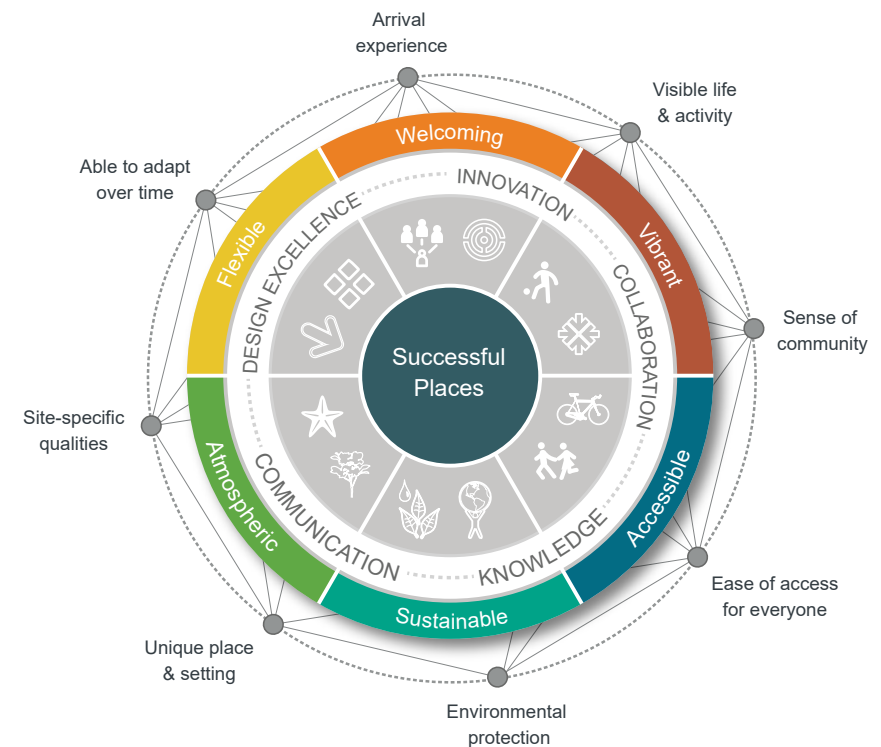 Arrival
experience
Visible life
& activity
Able to adapt
over time
Welcoming
INNOVATION
DESIGN EXCELLENCE
Flexible
Vibrant
COLLABORATION
Sense of
community
Successful
Places
Site-specific
qualities
Atmospheric
COMMUNICATION
KNOWLEDGE
Accessible
Sustainable
Ease of access
for everyone
Unique place
& setting
Environmental
protection